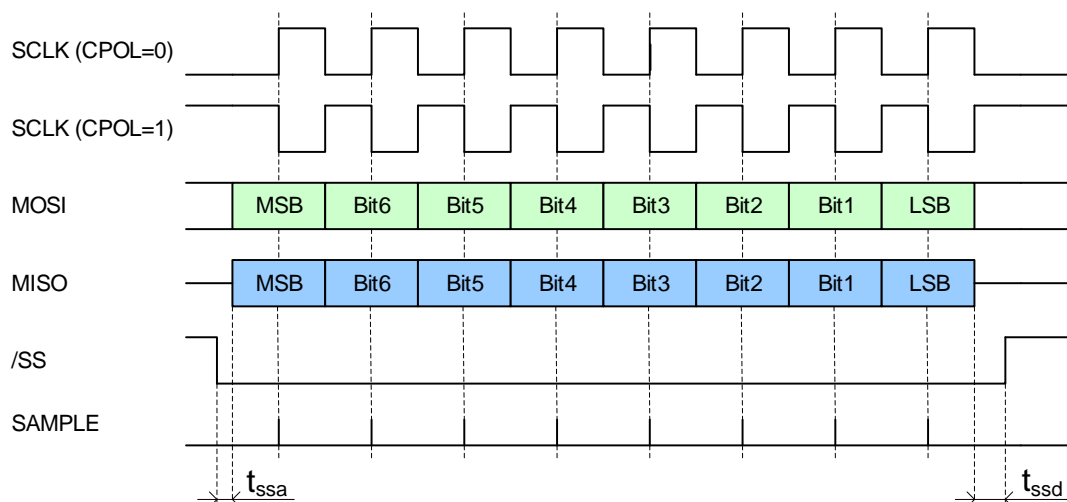 SCLK (CPOL=0)
SCLK (CPOL=1)
MOSI MSB Bit6 Bit5 Bit4 Bit3 Bit2 Bit1 LSB
MISO MSB Bit6 Bit5 Bit4 Bit3 Bit2 Bit1 LSB
/SS
SAMPLE
tssa tssd